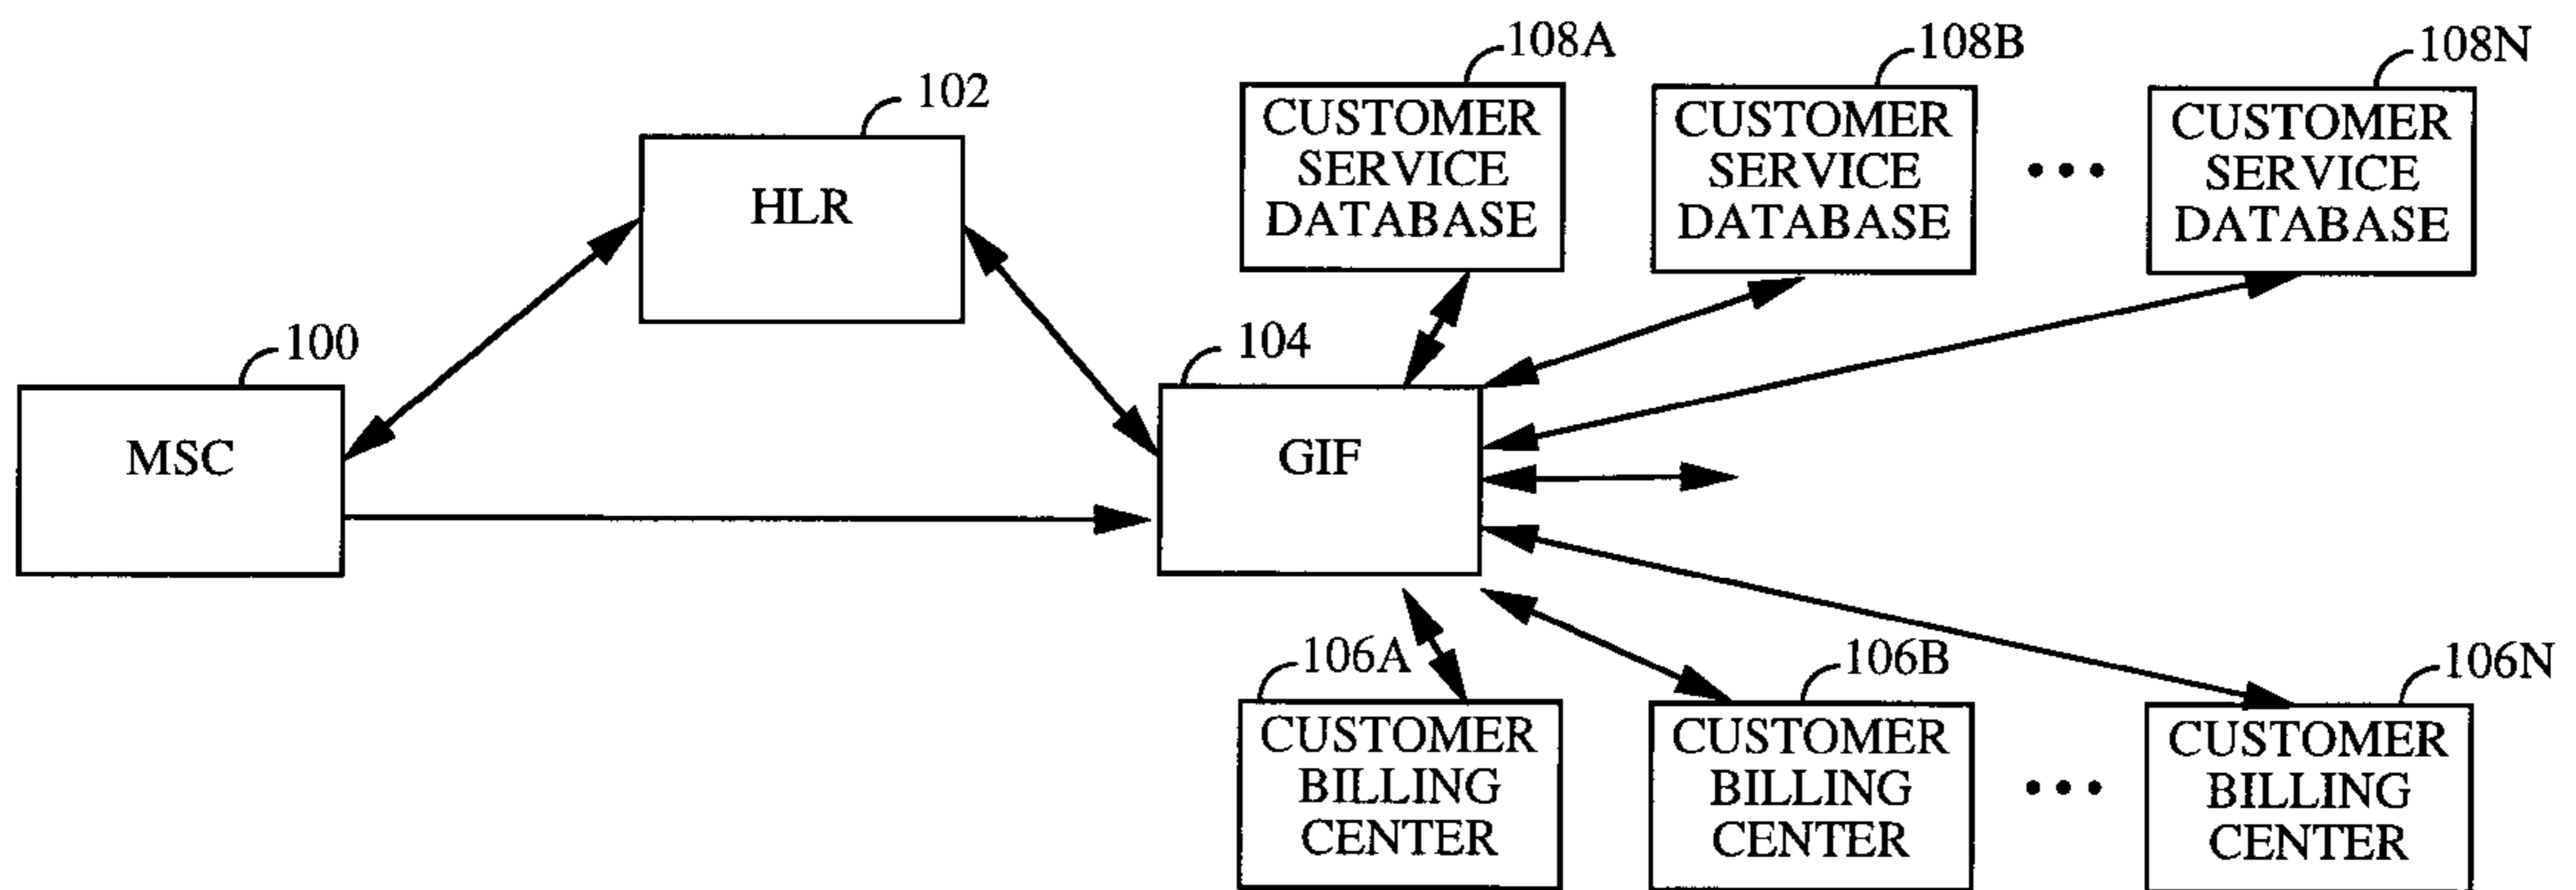 108A
CUSTOMER
SERVICE
DATABASE
108B
CUSTOMER
SERVICE
DATABASE
• • •
108N
CUSTOMER
SERVICE
DATABASE
102
HLR
100
MSC
104
GIF
106A
CUSTOMER
BILLING
CENTER
106B
CUSTOMER
BILLING
CENTER
• • •
106N
CUSTOMER
BILLING
CENTER